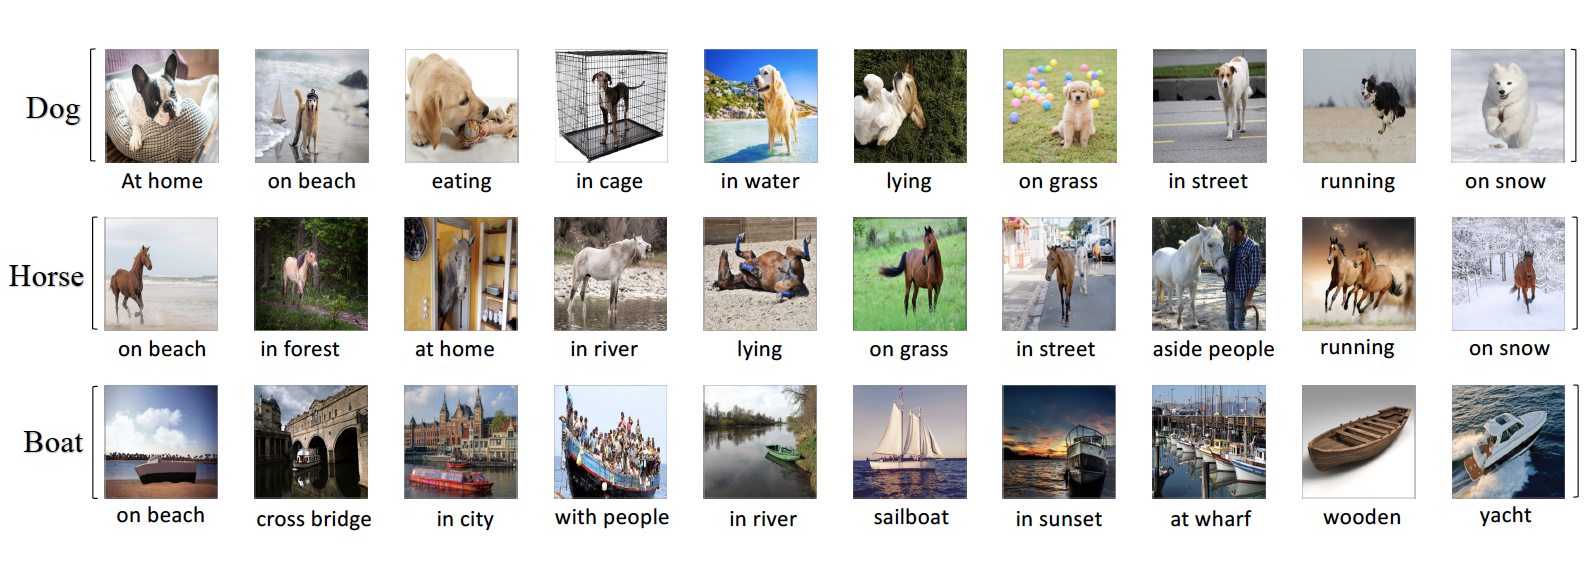 Dog
At home on beach eating in cage in water lying on grass in street running on snow
Horse
on beach in forest at home in river lying on grass in street aside people running on snow
Boat
on beach cross bridge in city with people in river sailboat in sunset at wharf wooden yacht